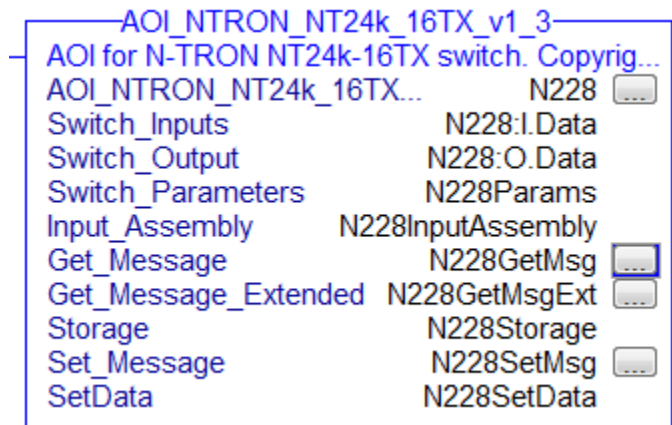 AOI_NTRON_NT24k_16TX_v1_3
AOI for N-TRON NT24k-16TX switch. Copyrig...
AOI_NTRON_NT24k_16TX... N228 ...
Switch_Inputs N228:I.Data
Switch_Output N228:O.Data
Switch_Parameters N228Params
Input_Assembly N228InputAssembly
Get_Message N228GetMsg ...
Get_Message_Extended N228GetMsgExt ...
Storage N228Storage
Set_Message N228SetMsg ...
SetData N228SetData